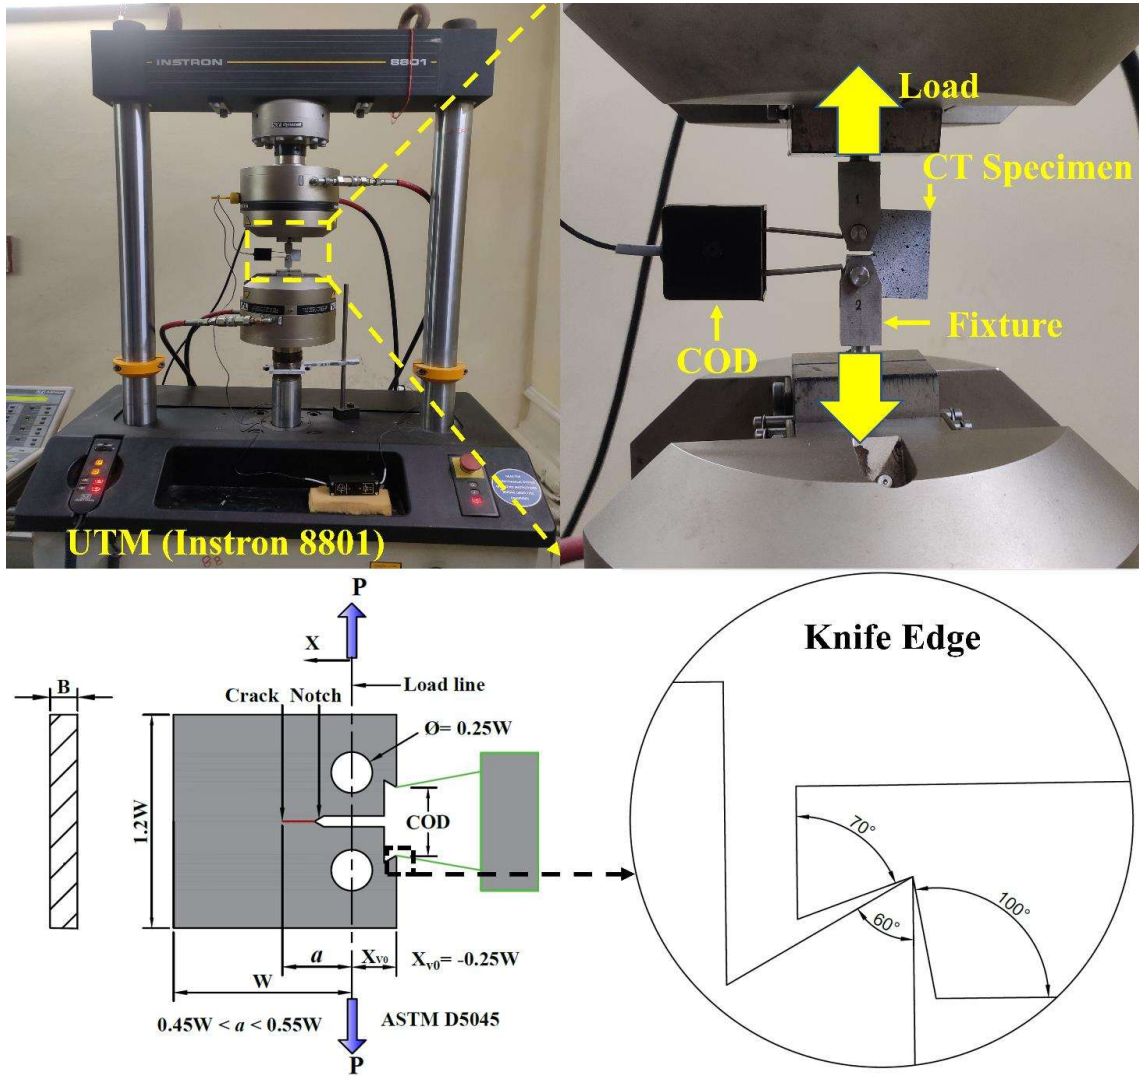 INSTRON 8801
UTM (Instron 8801)
Load
CT Specimen
1
2
Fixture
COD
P
X
Load line
B
Crack Notch
Ø= 0.25W
1.2W
COD
a
Xv0
Xv0= -0.25W
W
0.45W < a < 0.55W
ASTM D5045
P
Knife Edge
70°
60°
100°